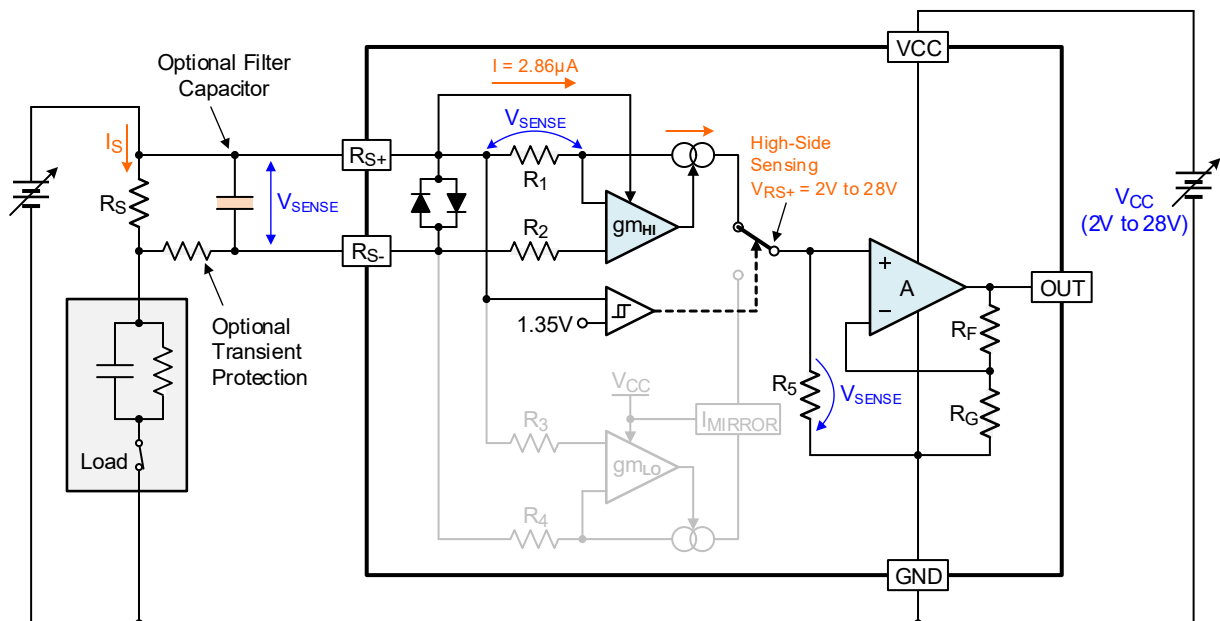 VCC
I = 2.86µA
Optional Filter
Capacitor
VSENSE
High-Side
Sensing
VRS+ = 2V to 28V
IS
RS+
R1
RS
VSENSE
gmHI
VCC
(2V to 28V)
R2
RS-
+
A
−
OUT
1.35V
Optional
Transient
Protection
RF
VCC
R5
VSENSE
RG
IMIRROR
R3
gmLO
Load
R4
GND